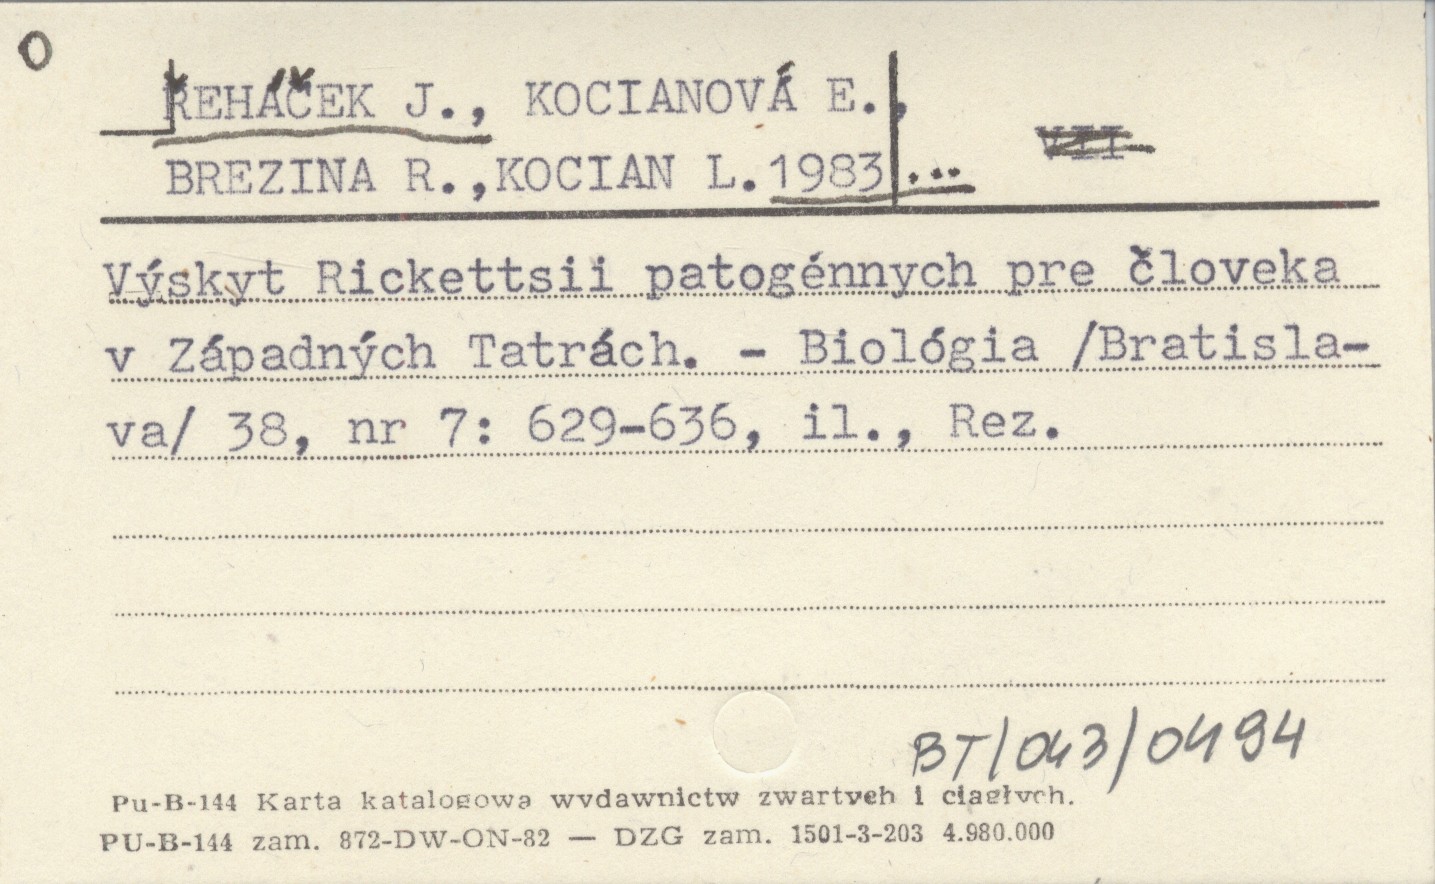 O
ŘEHÁČEK J., KOCIANOVÁ E.,
VII
BREZINA R.,KOCIAN L.1983 ...
Výskyt Rickettsii patogénnych pre človeka
v Západných Tatrách. - Biológia /Bratisla-
va/ 38, nr 7: 629-636, il., Rez.
BT/043/0494
Pu-B-144 Karta katalogowa wydawnictw zwartych i ciągłych.
PU-B-144 zam. 872-DW-ON-82 — DZG zam. 1501-3-203 4.980.000